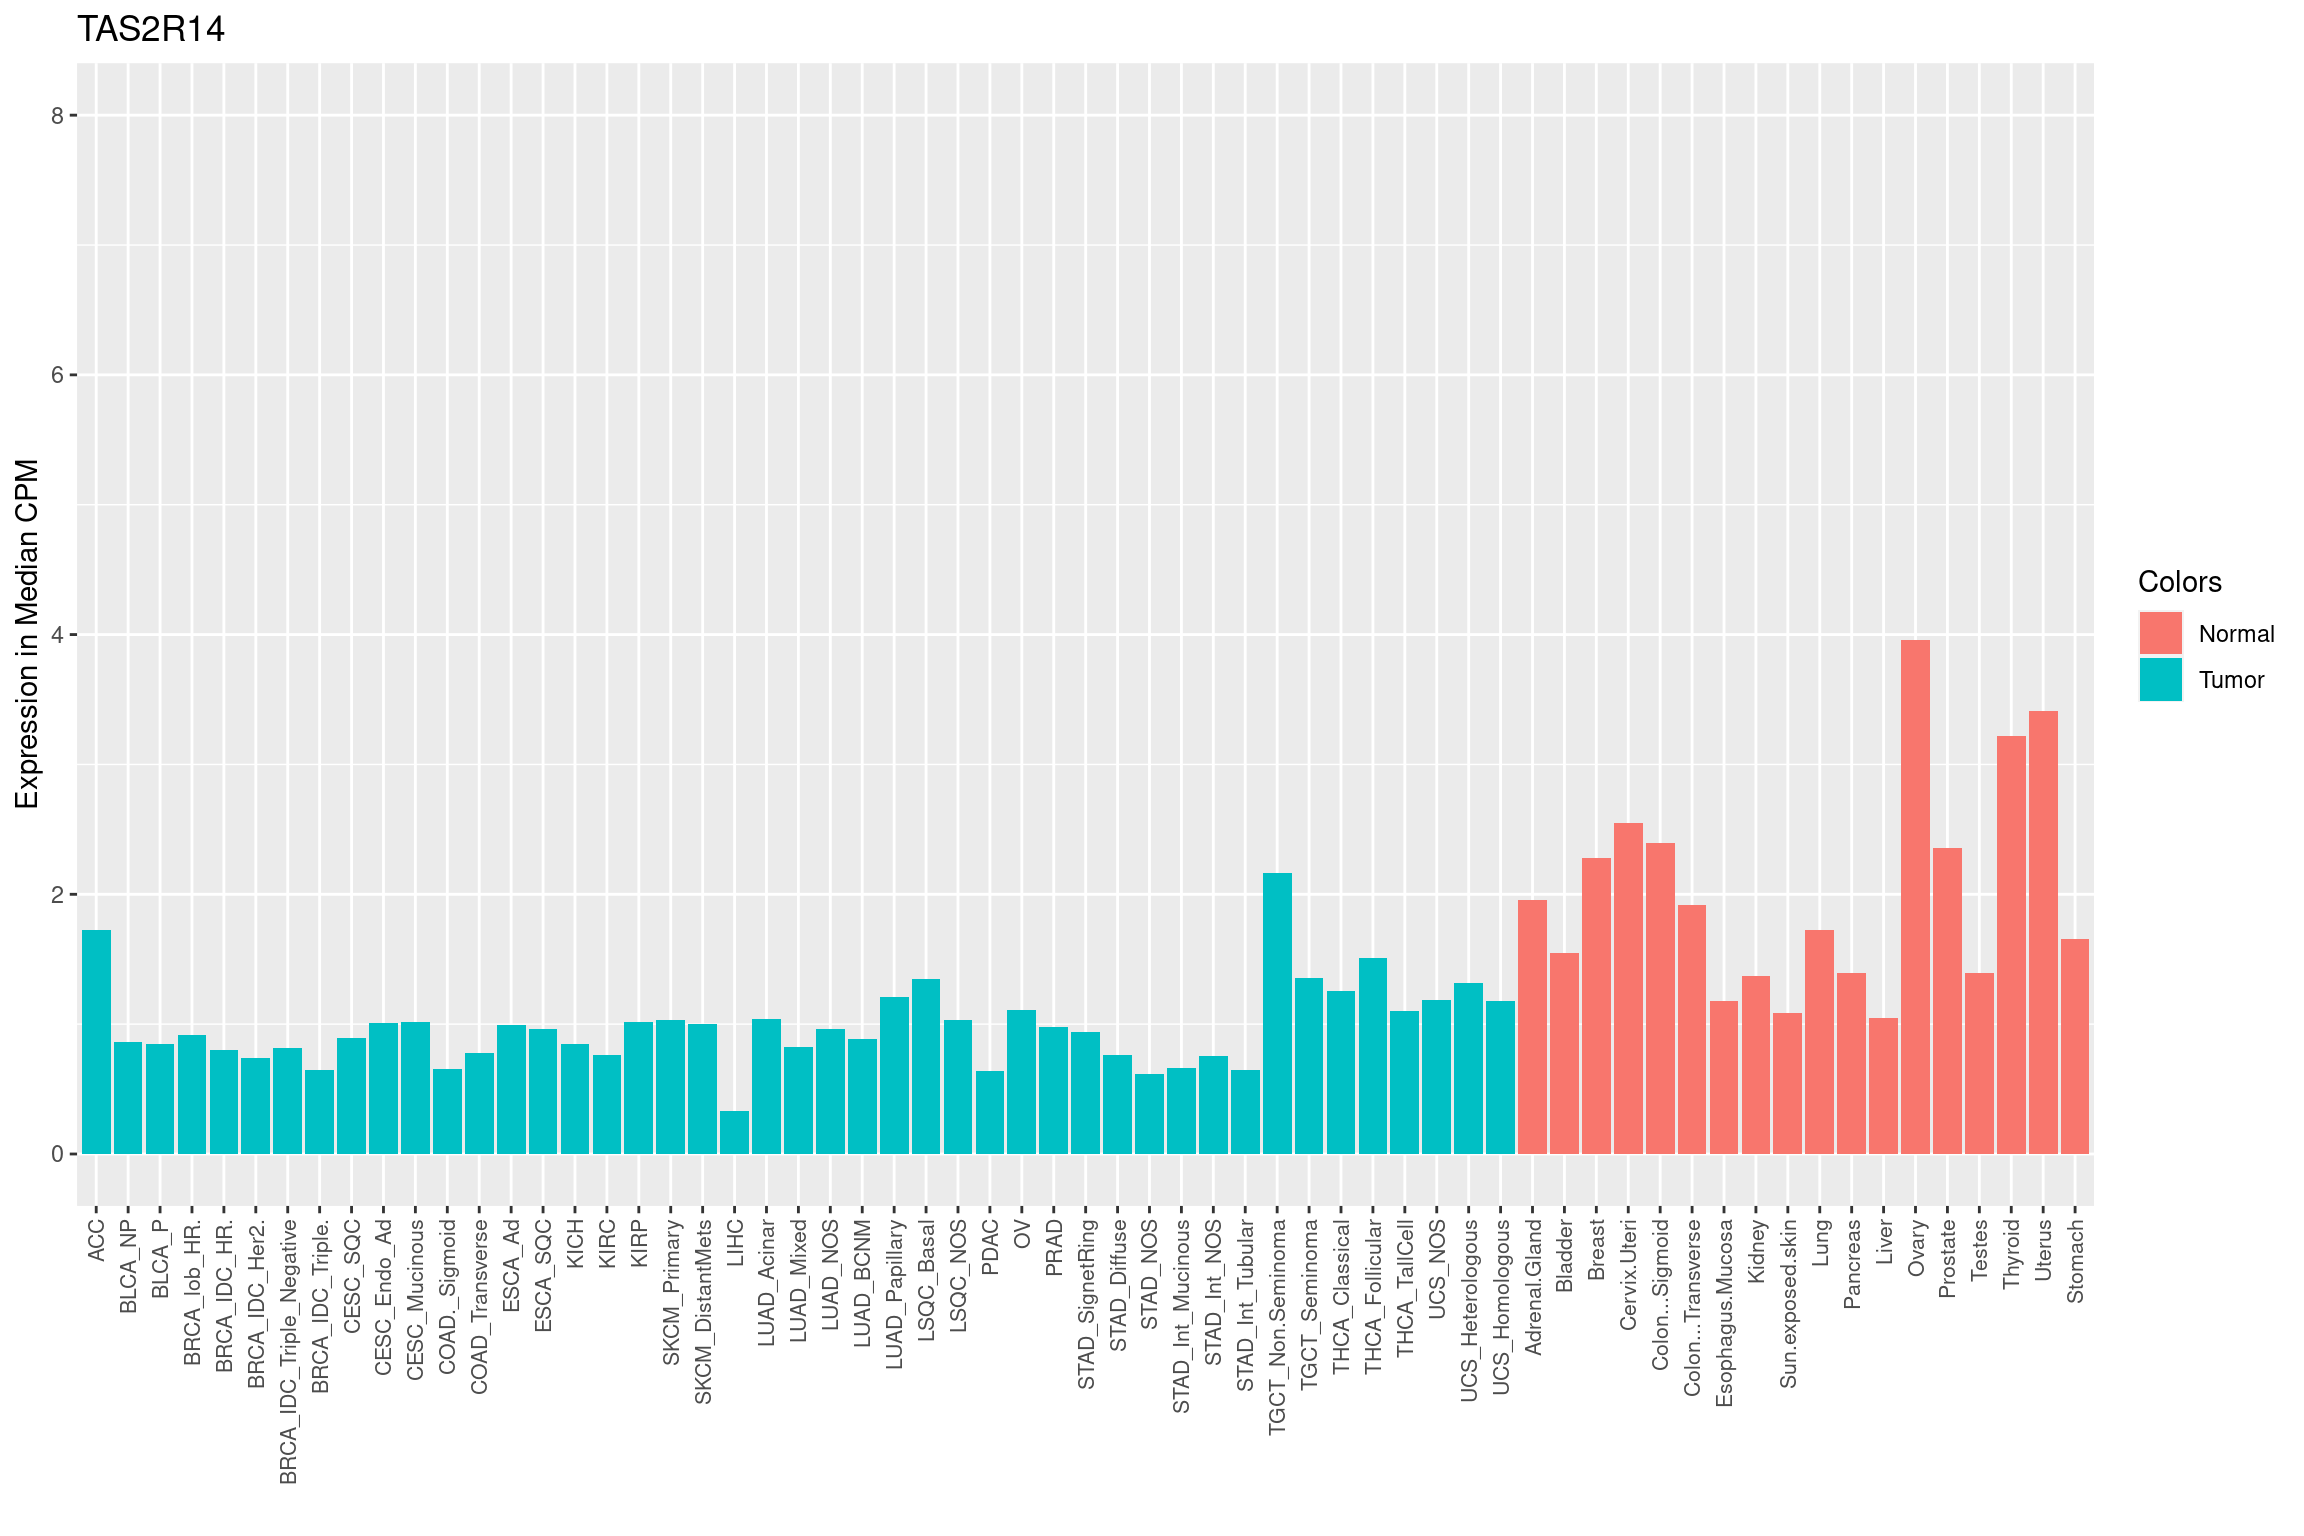 TAS2R14
Expression in Median CPM
8
6
4
2
0
ACC
BLCA_NP
BLCA_P
BRCA_lob_HR.
BRCA_IDC_HR.
BRCA_IDC_Her2.
BRCA_IDC_Triple_Negative
BRCA_IDC_Triple.
CESC_SQC
CESC_Endo_Ad
CESC_Mucinous
COAD._Sigmoid
COAD_Transverse
ESCA_Ad
ESCA_SQC
KICH
KIRC
KIRP
SKCM_Primary
SKCM_DistantMets
LIHC
LUAD_Acinar
LUAD_Mixed
LUAD_NOS
LUAD_BCNM
LUAD_Papillary
LSQC_Basal
LSQC_NOS
PDAC
OV
PRAD
STAD_SignetRing
STAD_Diffuse
STAD_NOS
STAD_Int_Mucinous
STAD_Int_NOS
STAD_Int_Tubular
TGCT_Non.Seminoma
TGCT_Seminoma
THCA_Classical
THCA_Follicular
THCA_TallCell
UCS_NOS
UCS_Heterologous
UCS_Homologous
Adrenal.Gland
Bladder
Breast
Cervix.Uteri
Colon...Sigmoid
Colon...Transverse
Esophagus.Mucosa
Kidney
Sun.exposed.skin
Lung
Pancreas
Liver
Ovary
Prostate
Testes
Thyroid
Uterus
Stomach
Colors
Normal
Tumor